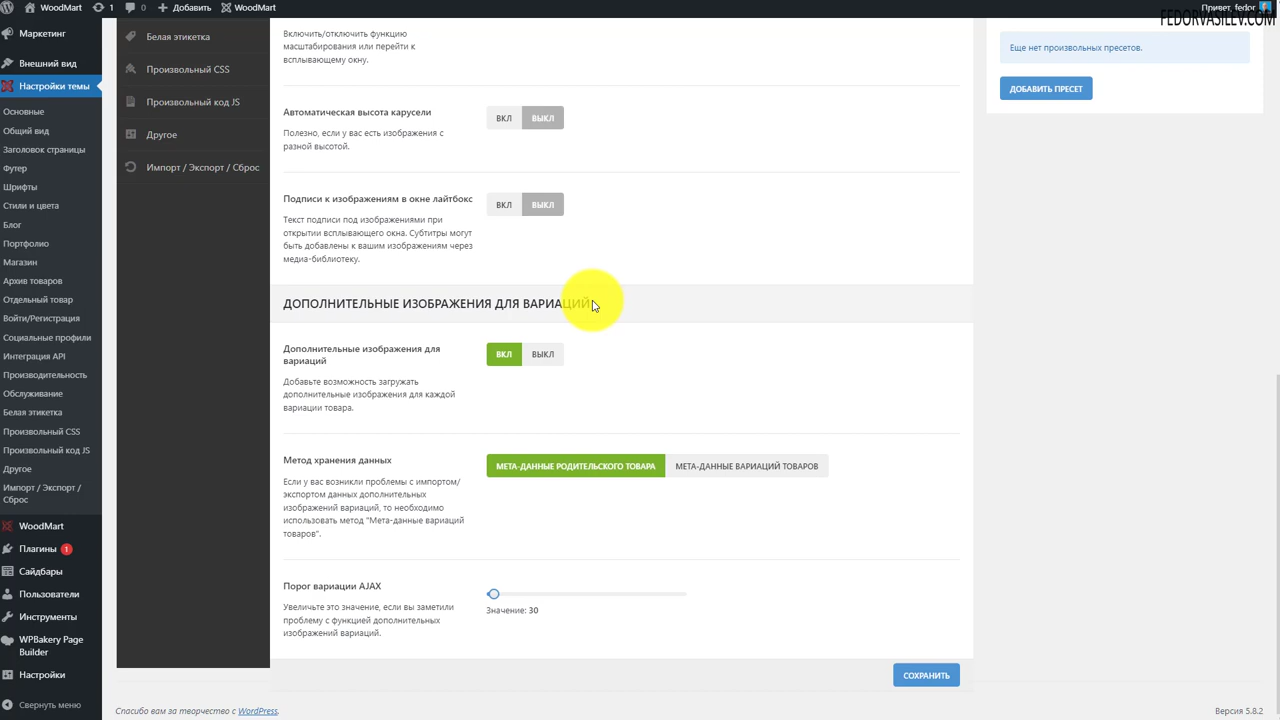 WoodMart
1
0
Добавить
WoodMart
Привет, fedor
FEDORVASILEV.COM
Маркетинг
Внешний вид
Настройки темы
Основные
Общий вид
Заголовок страницы
Футер
Шрифты
Стили и цвета
Блог
Портфолио
Магазин
Архив товаров
Отдельный товар
Войти/Регистрация
Социальные профили
Интеграция API
Производительность
Обслуживание
Белая этикетка
Произвольный CSS
Произвольный код JS
Другое
Импорт / Экспорт /
Сброс
WoodMart
Плагины 1
Сайдбары
Пользователи
Инструменты
WPBakery Page
Builder
Настройки
Свернуть меню
Белая этикетка
Произвольный CSS
Произвольный код JS
Другое
Импорт / Экспорт / Сброс
Включить/отключить функцию
масштабирования или перейти к
всплывающему окну.
Автоматическая высота карусели
ВКЛ ВЫКЛ
Полезно, если у вас есть изображения с
разной высотой.
Подписи к изображениям в окне лайтбокс
ВКЛ ВЫКЛ
Текст подписи под изображениями при
открытии всплывающего окна. Субтитры могут
быть добавлены к вашим изображениям через
медиа-библиотеку.
ДОПОЛНИТЕЛЬНЫЕ ИЗОБРАЖЕНИЯ ДЛЯ ВАРИАЦИЙ
Дополнительные изображения для
вариаций
ВКЛ ВЫКЛ
Добавьте возможность загружать
дополнительные изображения для каждой
вариации товара.
Метод хранения данных
МЕТА-ДАННЫЕ РОДИТЕЛЬСКОГО ТОВАРА МЕТА-ДАННЫЕ ВАРИАЦИЙ ТОВАРОВ
Если у вас возникли проблемы с импортом/
экспортом данных дополнительных
изображений вариаций, то необходимо
использовать метод "Мета-данные вариаций
товаров".
Порог вариации AJAX
Значение: 30
Увеличьте это значение, если вы заметили
проблему с функцией дополнительных
изображений вариаций.
СОХРАНИТЬ
Еще нет произвольных пресетов.
ДОБАВИТЬ ПРЕСЕТ
Спасибо вам за творчество с WordPress.
Версия 5.8.2